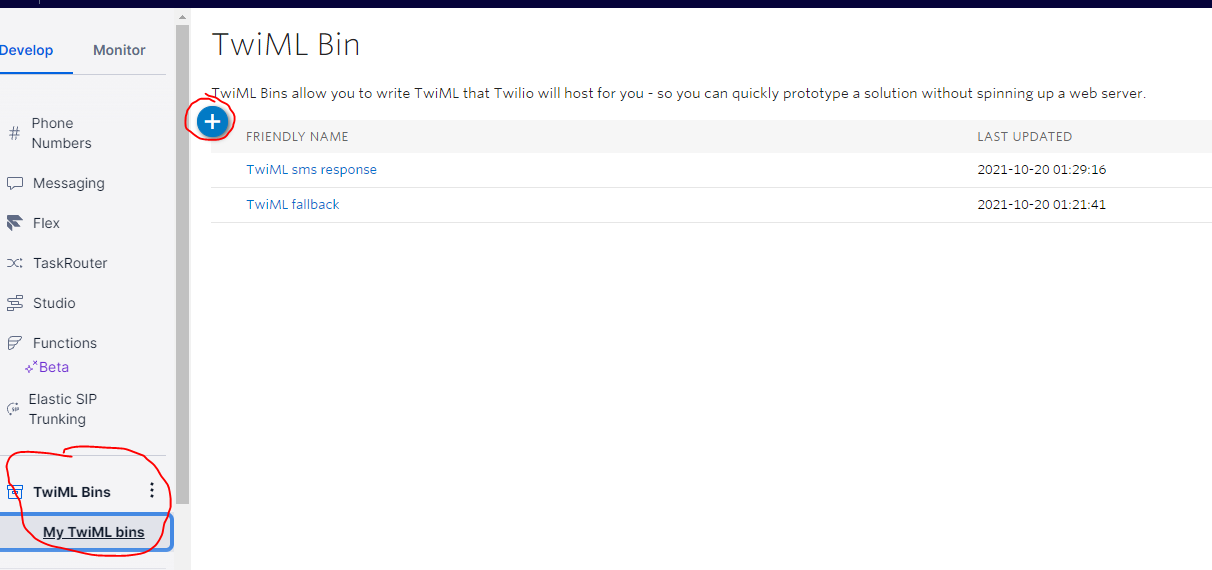 Develop
Monitor
Phone
Numbers
Messaging
Flex
TaskRouter
Studio
Functions
Beta
Elastic SIP
Trunking
TwiML Bins
My TwiML bins
TwiML Bin
TwiML Bins allow you to write TwiML that Twilio will host for you - so you can quickly prototype a solution without spinning up a web server.
FRIENDLY NAME LAST UPDATED
TwiML sms response 2021-10-20 01:29:16
TwiML fallback 2021-10-20 01:21:41